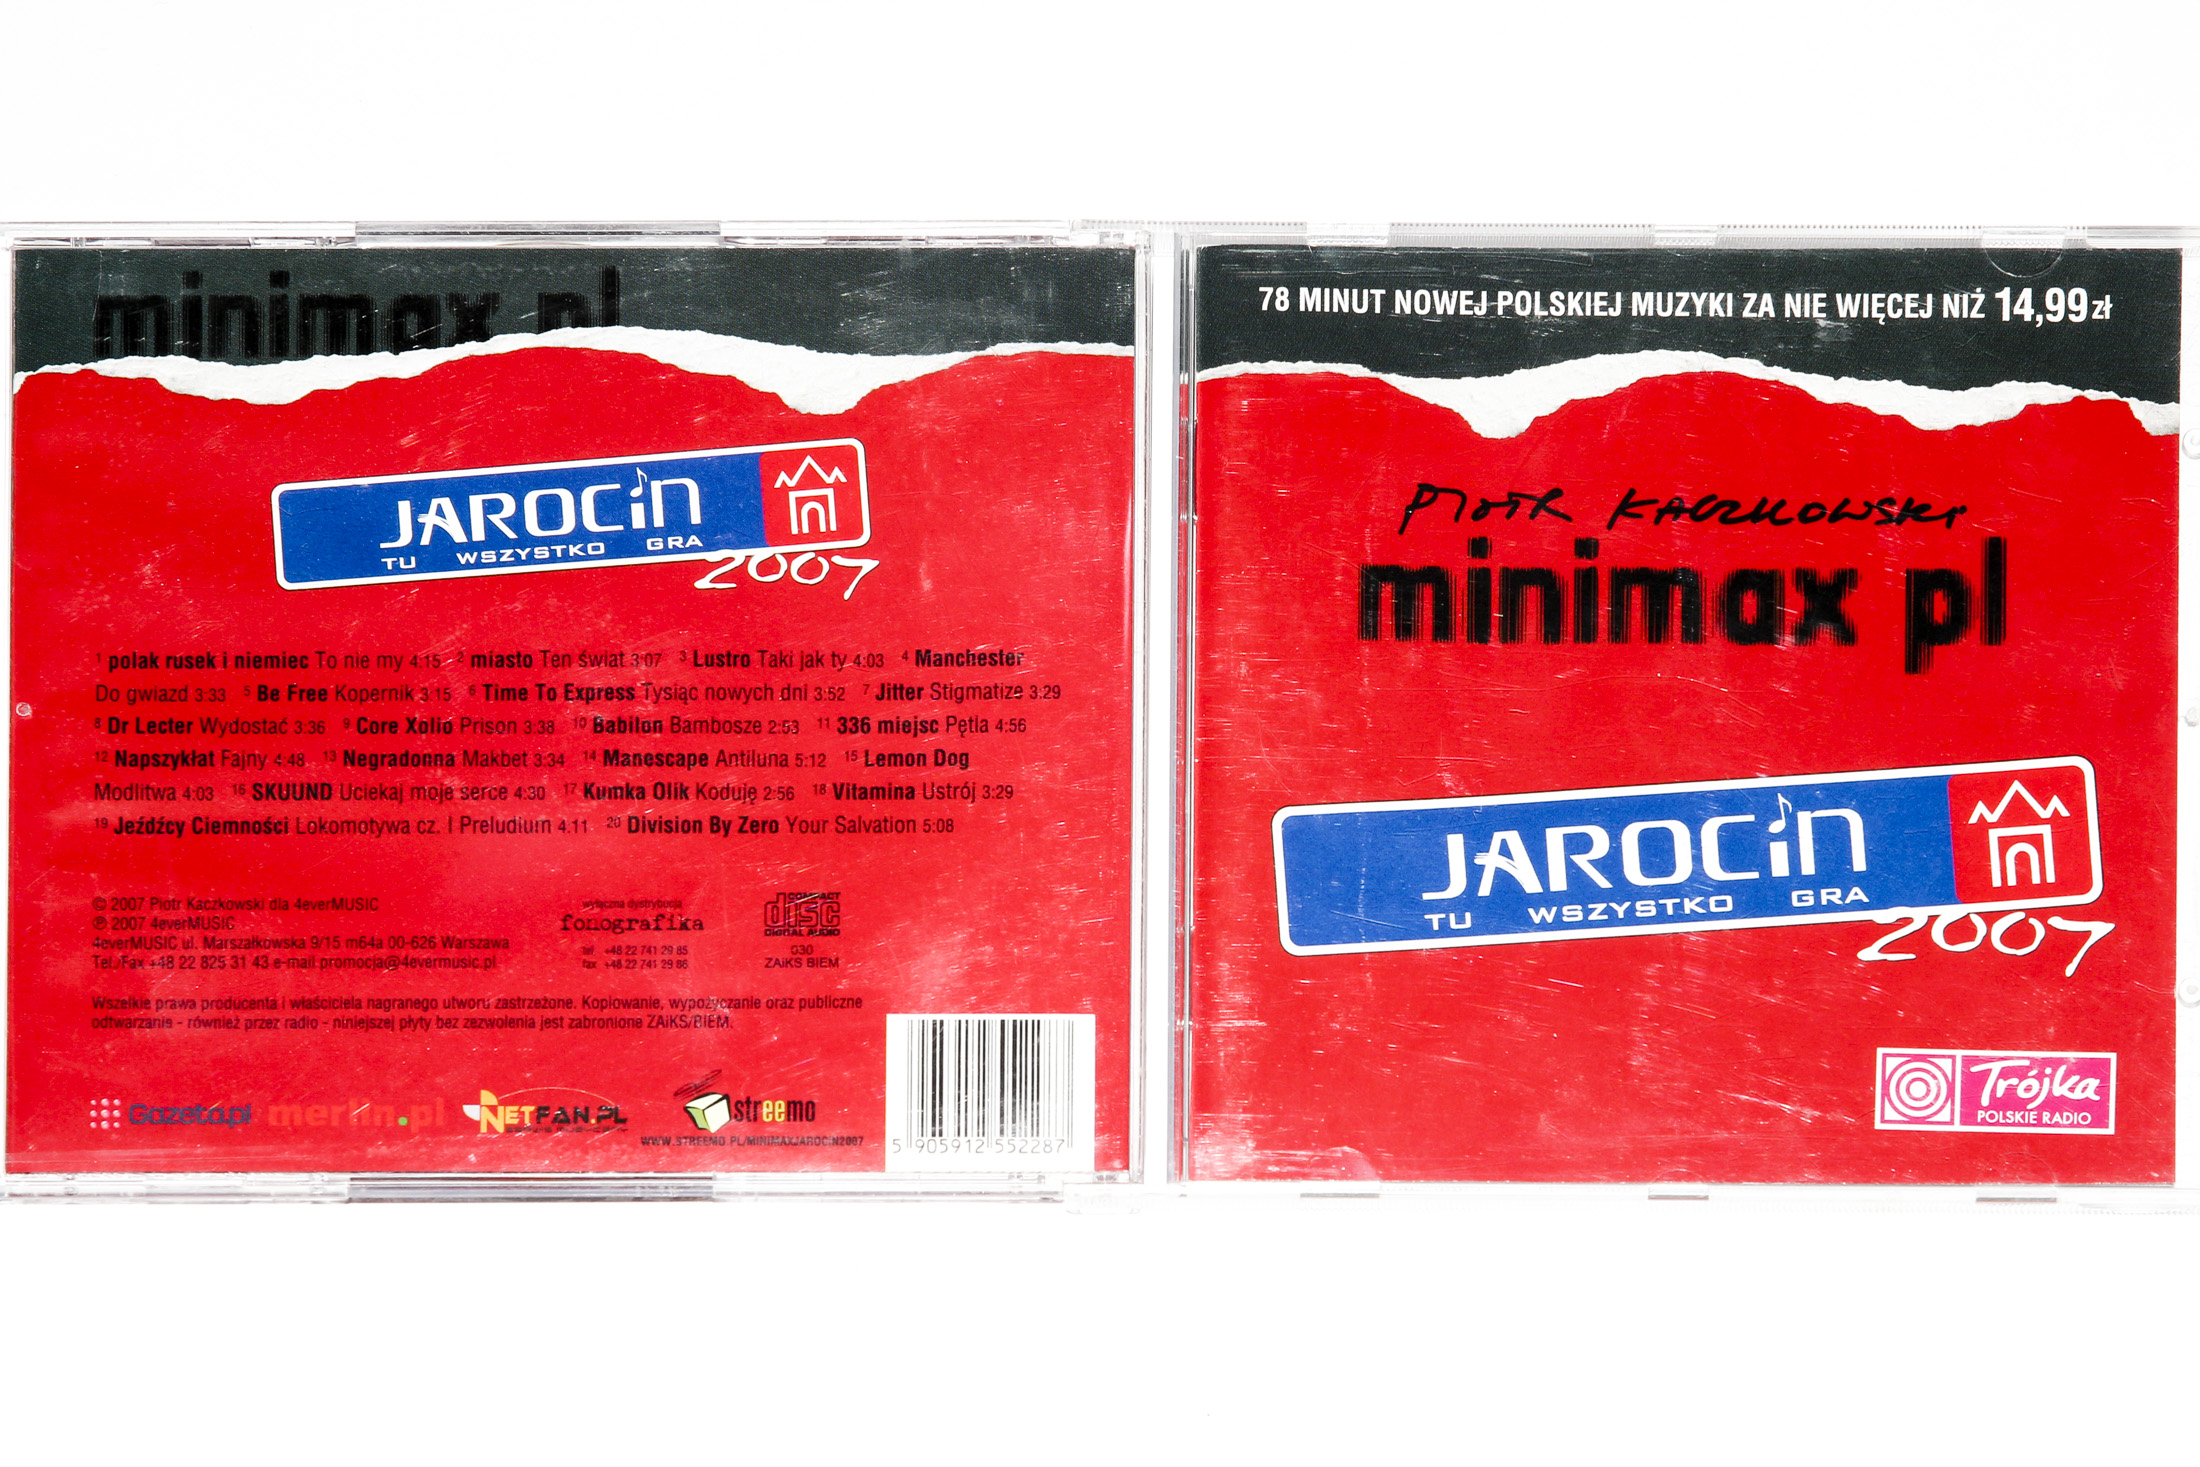 minimax pl
JAROCIN
TU WSZYSTKO GRA
2007
1 polak rusek i niemiec To nie my 4:15 2 miasto Ten świat 3:07 3 Lustro Taki jak ty 4:03 4 Manchester
Do gwiazd 3:33 5 Be Free Kopernik 3:15 6 Time To Express Tysiąc nowych dni 3:52 7 Jitter Stigmatize 3:29
8 Dr Lecter Wydostać 3:36 9 Core Xolio Prison 3:38 10 Babilon Bambosze 2:53 11 336 miejsc Pętla 4:56
12 Napszykłat Fajny 4:48 13 Negradonna Makbet 3:34 14 Manescape Antiluna 5:12 15 Lemon Dog
Modlitwa 4:03 16 SKUUND Uciekaj moje serce 4:30 17 Kumka Olik Koduję 2:56 18 Vitamina Ustrój 3:29
19 Jeźdźcy Ciemności Lokomotywa cz. I Preludium 4:11 20 Division By Zero Your Salvation 5:08
© 2007 Piotr Kaczkowski dla 4everMUSIC
℗ 2007 4everMUSIC
4everMUSIC ul. Marszałkowska 9/15 m64a 00-626 Warszawa
Tel./Fax +48 22 825 31 43 e-mail promocja@4evermusic.pl
wyłączna dystrybucja
fonografika
tel +48 22 741 29 85
fax +48 22 741 29 86
COMPACT
disc
DIGITAL AUDIO
030
ZAiKS BIEM
Wszelkie prawa producenta i właściciela nagranego utworu zastrzeżone. Kopiowanie, wypożyczanie oraz publiczne
odtwarzanie - również przez radio - niniejszej płyty bez zezwolenia jest zabronione ZAiKS/BIEM.
Gazeta.pl merlin.pl NETFAN.PL streemo
WWW.STREEMO.PL/MINIMAXJAROCIN2007
5 905912 552287
78 MINUT NOWEJ POLSKIEJ MUZYKI ZA NIE WIĘCEJ NIŻ 14,99 zł
PIOTR KACZKOWSKI
minimax pl
JAROCIN
TU WSZYSTKO GRA
2007
Trójka
POLSKIE RADIO